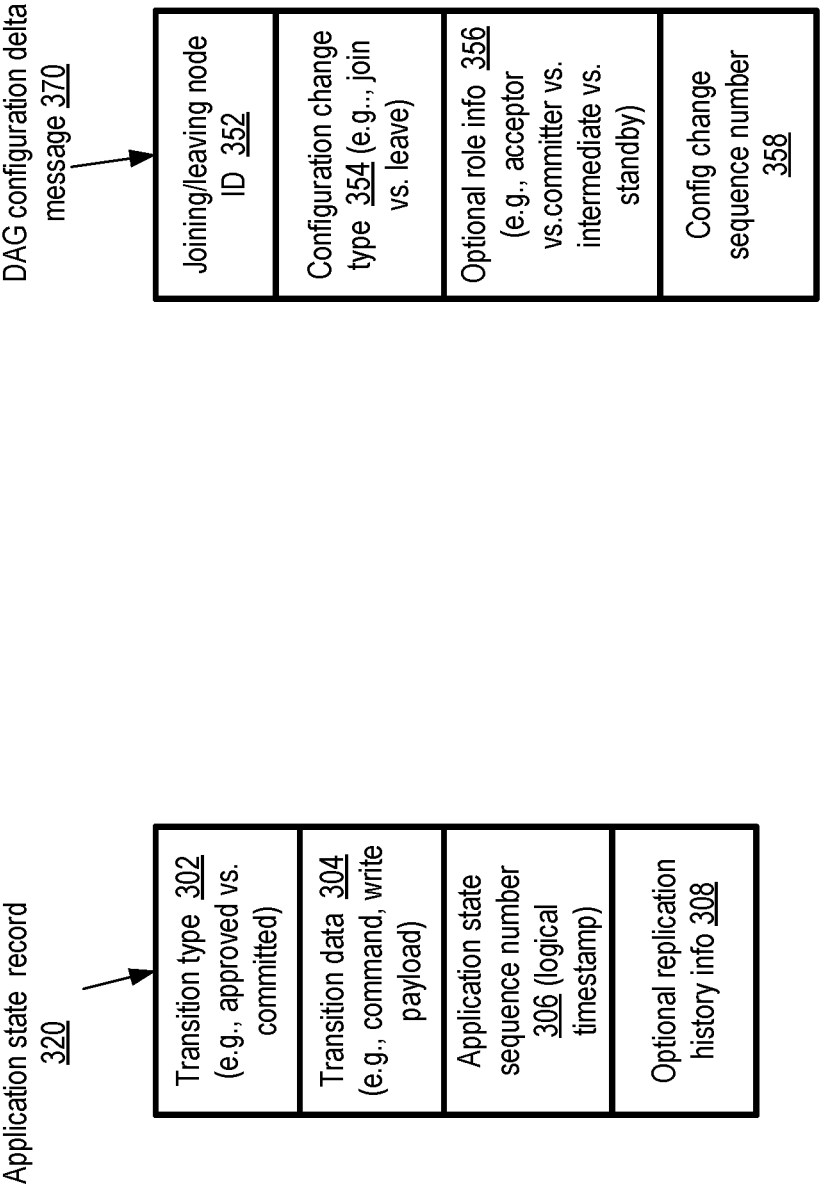 Application state record
320
Transition type 302
(e.g., approved vs.
committed)
Transition data 304
(e.g., command, write
payload)
Application state
sequence number
306 (logical
timestamp)
Optional replication
history info 308
DAG configuration delta
message 370
Joining/leaving node
ID 352
Configuration change
type 354 (e.g.., join
vs. leave)
Optional role info 356
(e.g., acceptor
vs.committer vs.
intermediate vs.
standby)
Config change
sequence number
358